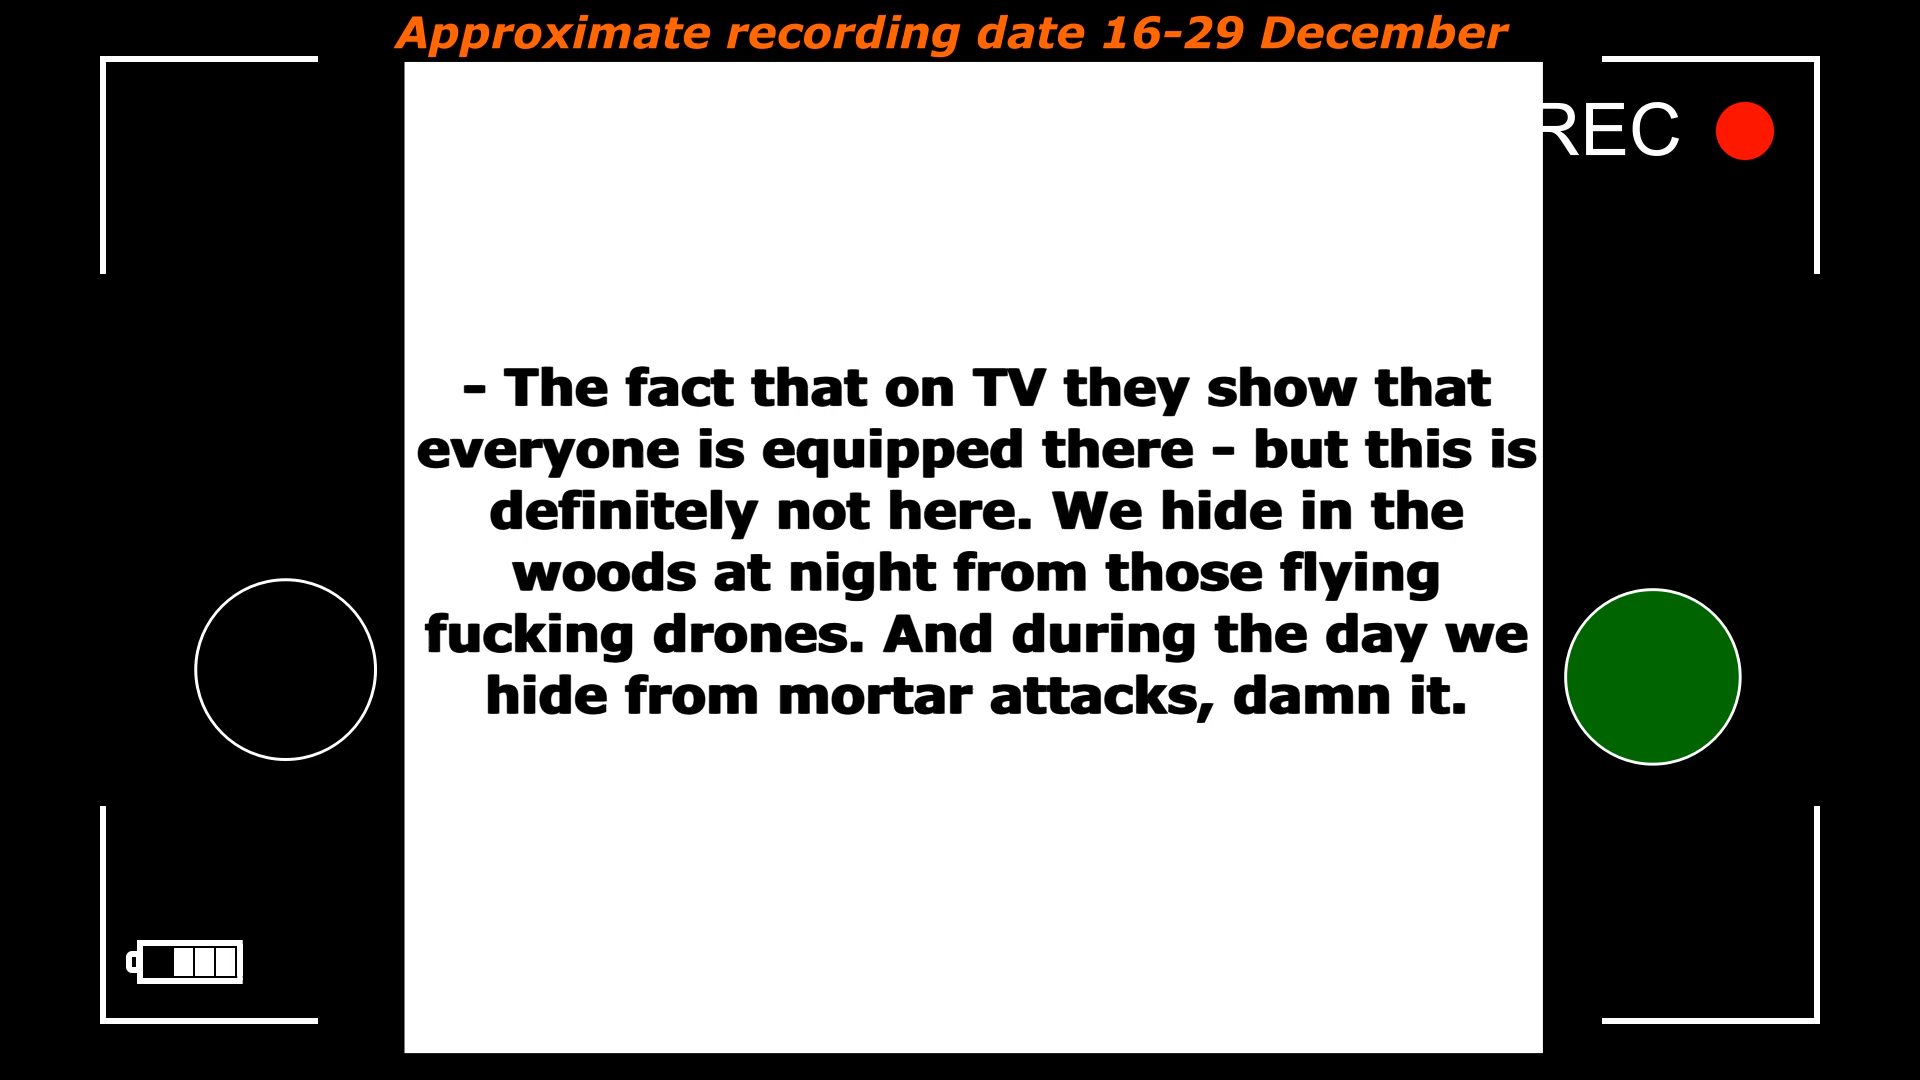 Approximate recording date 16-29 December
REC
- The fact that on TV they show that
everyone is equipped there - but this is
definitely not here. We hide in the
woods at night from those flying
fucking drones. And during the day we
hide from mortar attacks, damn it.